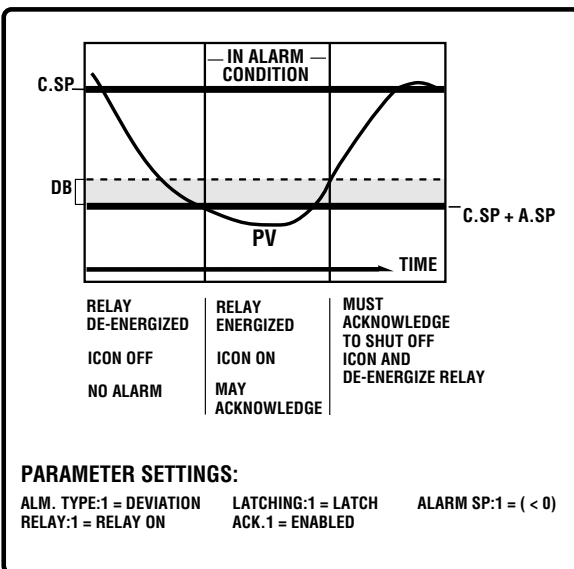 IN ALARM
CONDITION
C.SP
DB
C.SP + A.SP
PV
TIME
RELAY
DE-ENERGIZED
ICON OFF
NO ALARM
RELAY
ENERGIZED
ICON ON
MAY
ACKNOWLEDGE
MUST
ACKNOWLEDGE
TO SHUT OFF
ICON AND
DE-ENERGIZE RELAY
PARAMETER SETTINGS:
ALM. TYPE:1 = DEVIATION LATCHING:1 = LATCH ALARM SP:1 = ( < 0)
RELAY:1 = RELAY ON ACK.1 = ENABLED